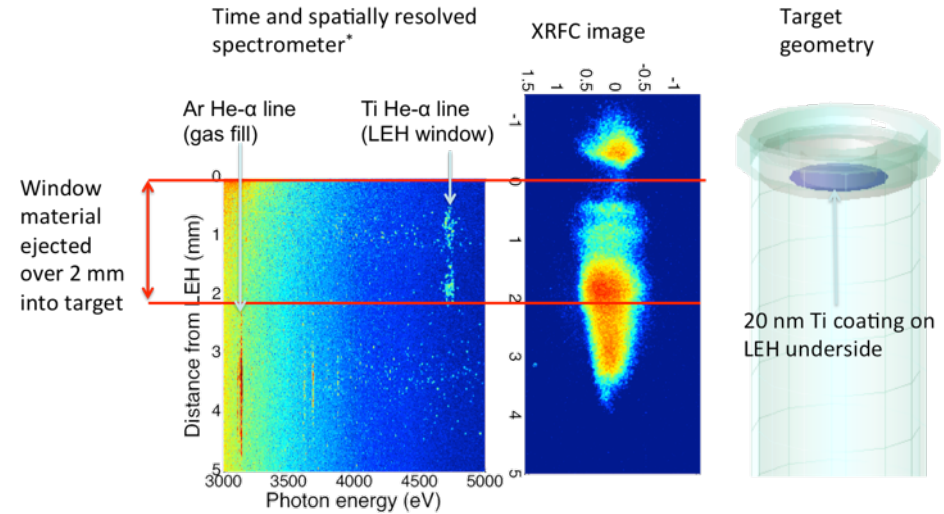 Time and spatially resolved
spectrometer*
XRFC image
Target
geometry
Ar He-α line
(gas fill)
Ti He-α line
(LEH window)
1.5
1
0.5
0
-0.5
-1
-1
0
1
2
3
4
5
Window
material
ejected
over 2 mm
into target
Distance from LEH (mm)
0
1
2
3
4
5
3000 3500 4000 4500 5000
Photon energy (eV)
20 nm Ti coating on
LEH underside